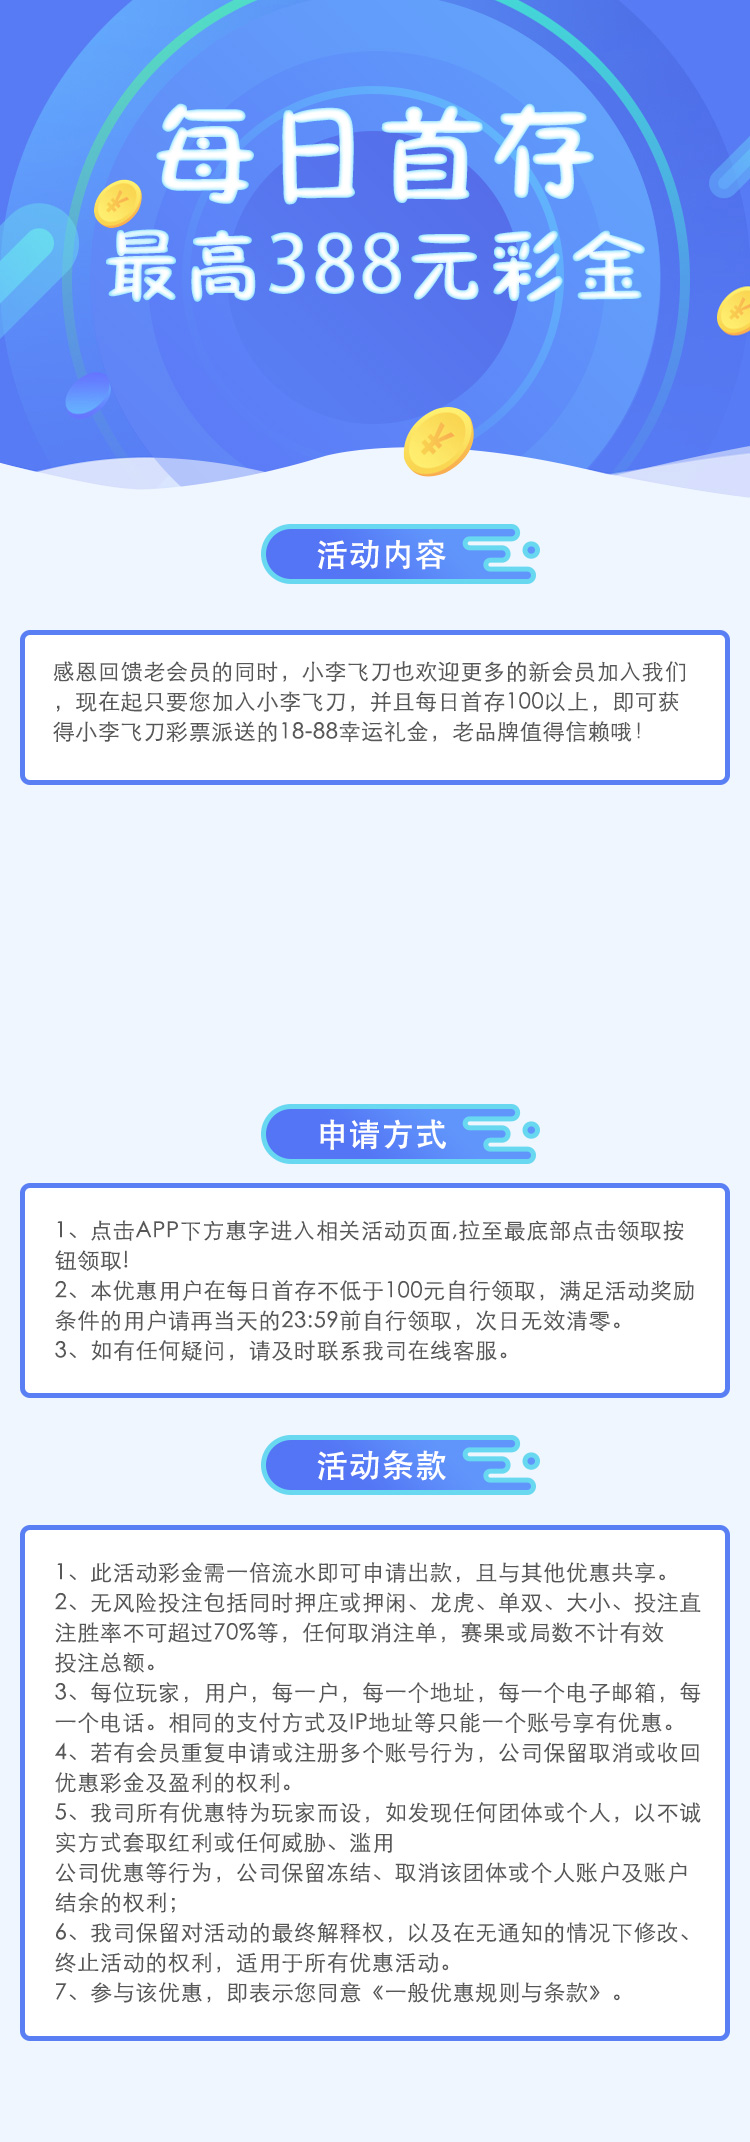 每日首存
最高388元彩金
活动内容
感恩回馈老会员的同时，小李飞刀也欢迎更多的新会员加入我们
，现在起只要您加入小李飞刀，并且每日首存100以上，即可获
得小李飞刀彩票派送的18-88幸运礼金，老品牌值得信赖哦！
申请方式
1、点击APP下方惠字进入相关活动页面,拉至最底部点击领取按
钮领取!
2、本优惠用户在每日首存不低于100元自行领取，满足活动奖励
条件的用户请再当天的23:59前自行领取，次日无效清零。
3、如有任何疑问，请及时联系我司在线客服。
活动条款
1、此活动彩金需一倍流水即可申请出款，且与其他优惠共享。
2、无风险投注包括同时押庄或押闲、龙虎、单双、大小、投注直
注胜率不可超过70%等，任何取消注单，赛果或局数不计有效
投注总额。
3、每位玩家，用户，每一户，每一个地址，每一个电子邮箱，每
一个电话。相同的支付方式及IP地址等只能一个账号享有优惠。
4、若有会员重复申请或注册多个账号行为，公司保留取消或收回
优惠彩金及盈利的权利。
5、我司所有优惠特为玩家而设，如发现任何团体或个人，以不诚
实方式套取红利或任何威胁、滥用
公司优惠等行为，公司保留冻结、取消该团体或个人账户及账户
结余的权利；
6、我司保留对活动的最终解释权，以及在无通知的情况下修改、
终止活动的权利，适用于所有优惠活动。
7、参与该优惠，即表示您同意《一般优惠规则与条款》。